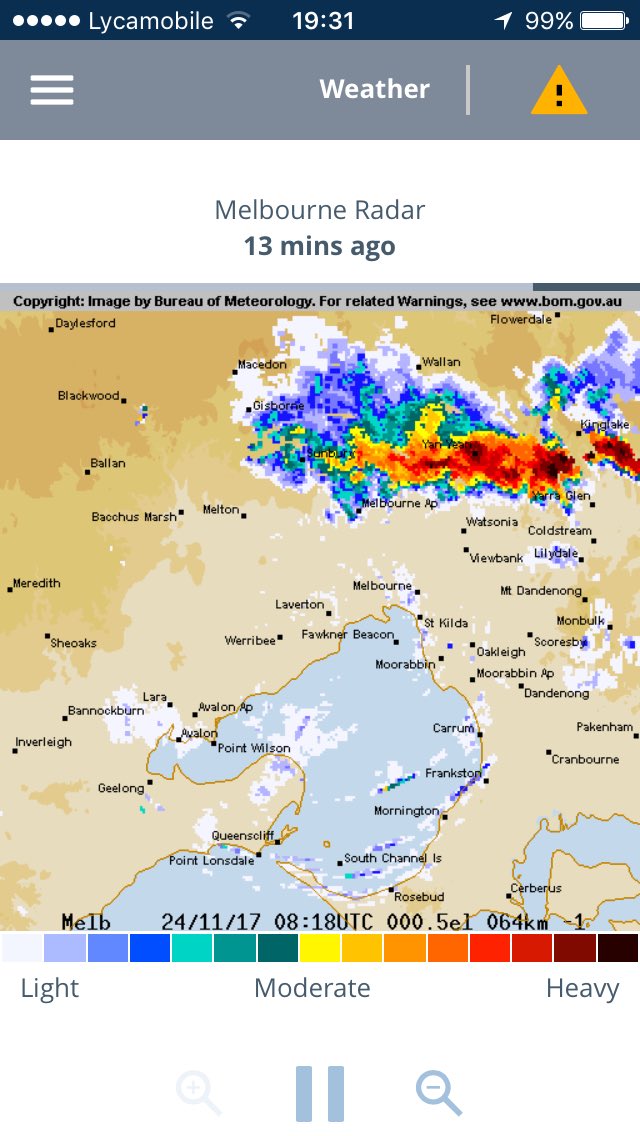 Lycamobile 19:31 99%
Weather
Melbourne Radar
13 mins ago
Copyright: Image by Bureau of Meteorology. For related Warnings, see www.bom.gov.au
Flowerdale
Daylesford
Macedon
Wallan
Blackwood
Gisborne
Kinglake
Yan Yean
Sunbury
Ballan
Yarra Glen
Melbourne Ap
Bacchus Marsh
Melton
Watsonia
Coldstream
Viewbank
Lilydale
Meredith
Melbourne
Mt Dandenong
Laverton
St Kilda
Monbulk
Sheoaks
Werribee
Fawkner Beacon
Scoresby
Oakleigh
Moorabbin
Moorabbin Ap
Dandenong
Lara
Avalon Ap
Bannockburn
Carrum
Pakenham
Avalon
Inverleigh
Point Wilson
Cranbourne
Frankston
Geelong
Mornington
Queenscliff
Point Lonsdale
South Channel Is
Cerberus
Rosebud
Melb 24/11/17 08:18UTC 000.5el 064km -1
Light Moderate Heavy